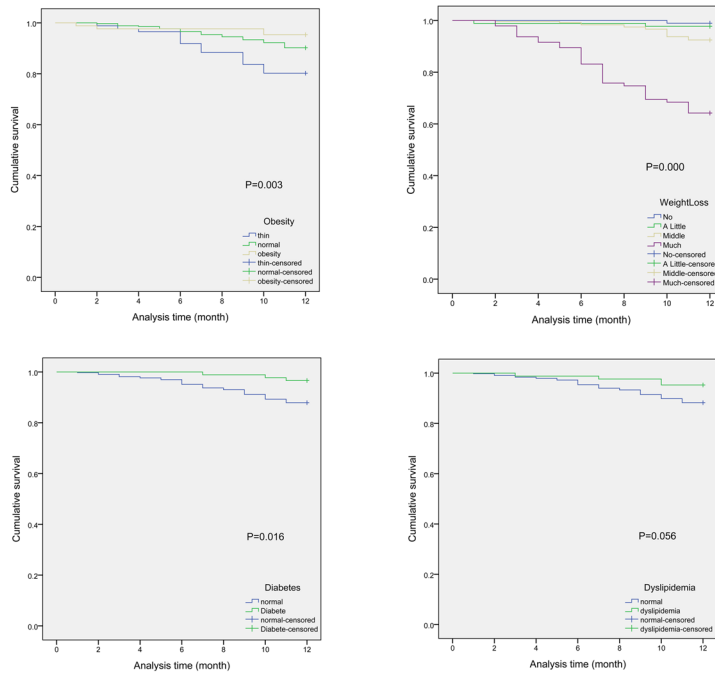 1.0
0.8
0.6
0.4
0.2
0.0
Cumulative survival
P=0.003
Obesity
thin
normal
obesity
thin-censored
normal-censored
obesity-censored
0 2 4 6 8 10 12
Analysis time (month)
1.0
0.8
0.6
0.4
0.2
0.0
Cumulative survival
P=0.000
WeightLoss
No
A Little
Middle
Much
No-censored
A Little-censored
Middle-censored
Much-censored
0 2 4 6 8 10 12
Analysis time (month)
1.0
0.8
0.6
0.4
0.2
0.0
Cumulative survival
P=0.016
Diabetes
normal
Diabete
normal-censored
Diabete-censored
0 2 4 6 8 10 12
Analysis time (month)
1.0
0.8
0.6
0.4
0.2
0.0
Cumulative survival
P=0.056
Dyslipidemia
normal
dyslipidemia
normal-censored
dyslipidemia-censored
0 2 4 6 8 10 12
Analysis time (month)